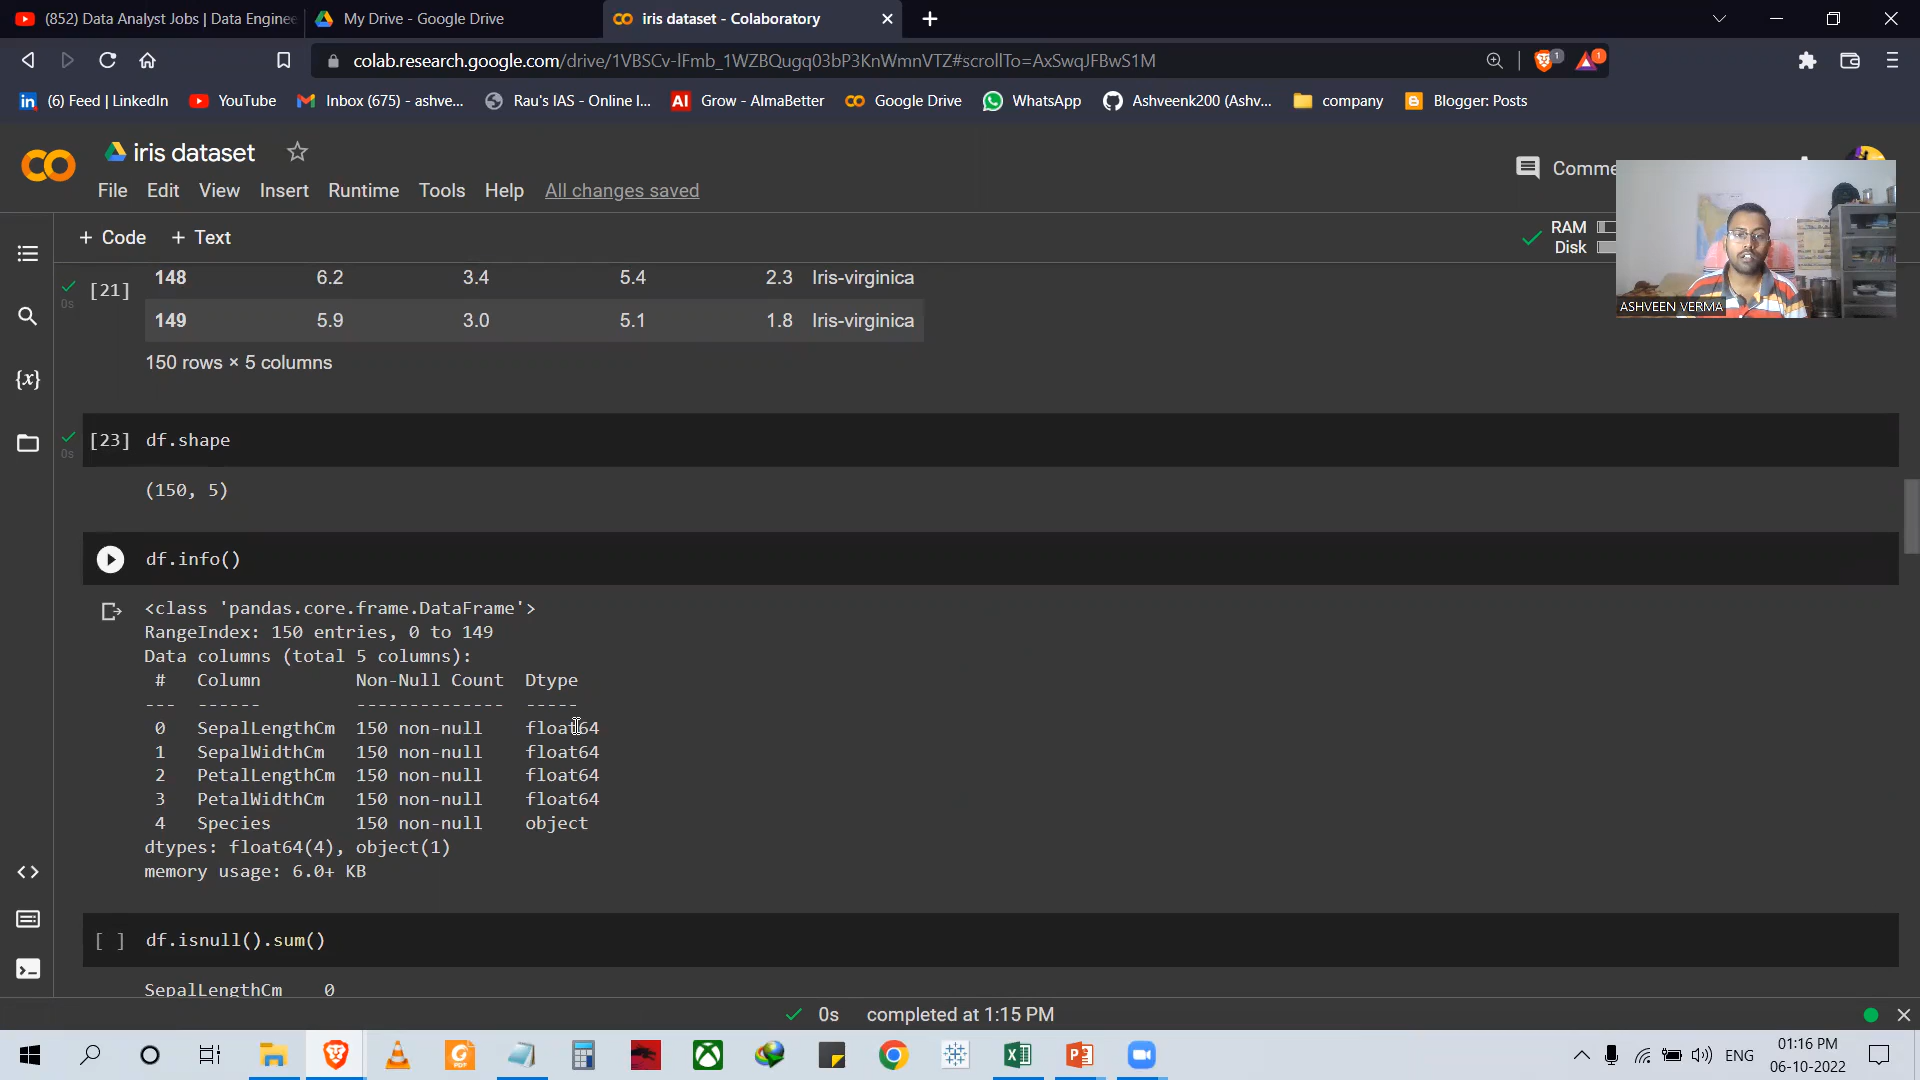 (852) Data Analyst Jobs | Data Enginee
My Drive - Google Drive
iris dataset - Colaboratory
colab.research.google.com/drive/1VBSCv-lFmb_1WZBQugq03bP3KnWmnVTZ#scrollTo=AxSwqJFBwS1M
1
1
(6) Feed | LinkedIn
YouTube
Inbox (675) - ashve...
Rau's IAS - Online I...
AI Grow - AlmaBetter
Google Drive
WhatsApp
Ashveenk200 (Ashv...
company
Blogger: Posts
iris dataset
Comme
File Edit View Insert Runtime Tools Help All changes saved
+ Code + Text
RAM
Disk
ASHVEEN VERMA
148 6.2 3.4 5.4 2.3 Iris-virginica
[21]
0s
149 5.9 3.0 5.1 1.8 Iris-virginica
150 rows × 5 columns
[23] df.shape
0s
(150, 5)
df.info()
<class 'pandas.core.frame.DataFrame'>
RangeIndex: 150 entries, 0 to 149
Data columns (total 5 columns):
# Column Non-Null Count Dtype
--- ------ -------------- -----
0 SepalLengthCm 150 non-null float64
1 SepalWidthCm 150 non-null float64
2 PetalLengthCm 150 non-null float64
3 PetalWidthCm 150 non-null float64
4 Species 150 non-null object
dtypes: float64(4), object(1)
memory usage: 6.0+ KB
[ ] df.isnull().sum()
SepalLengthCm 0
0s completed at 1:15 PM
ENG
01:16 PM
06-10-2022